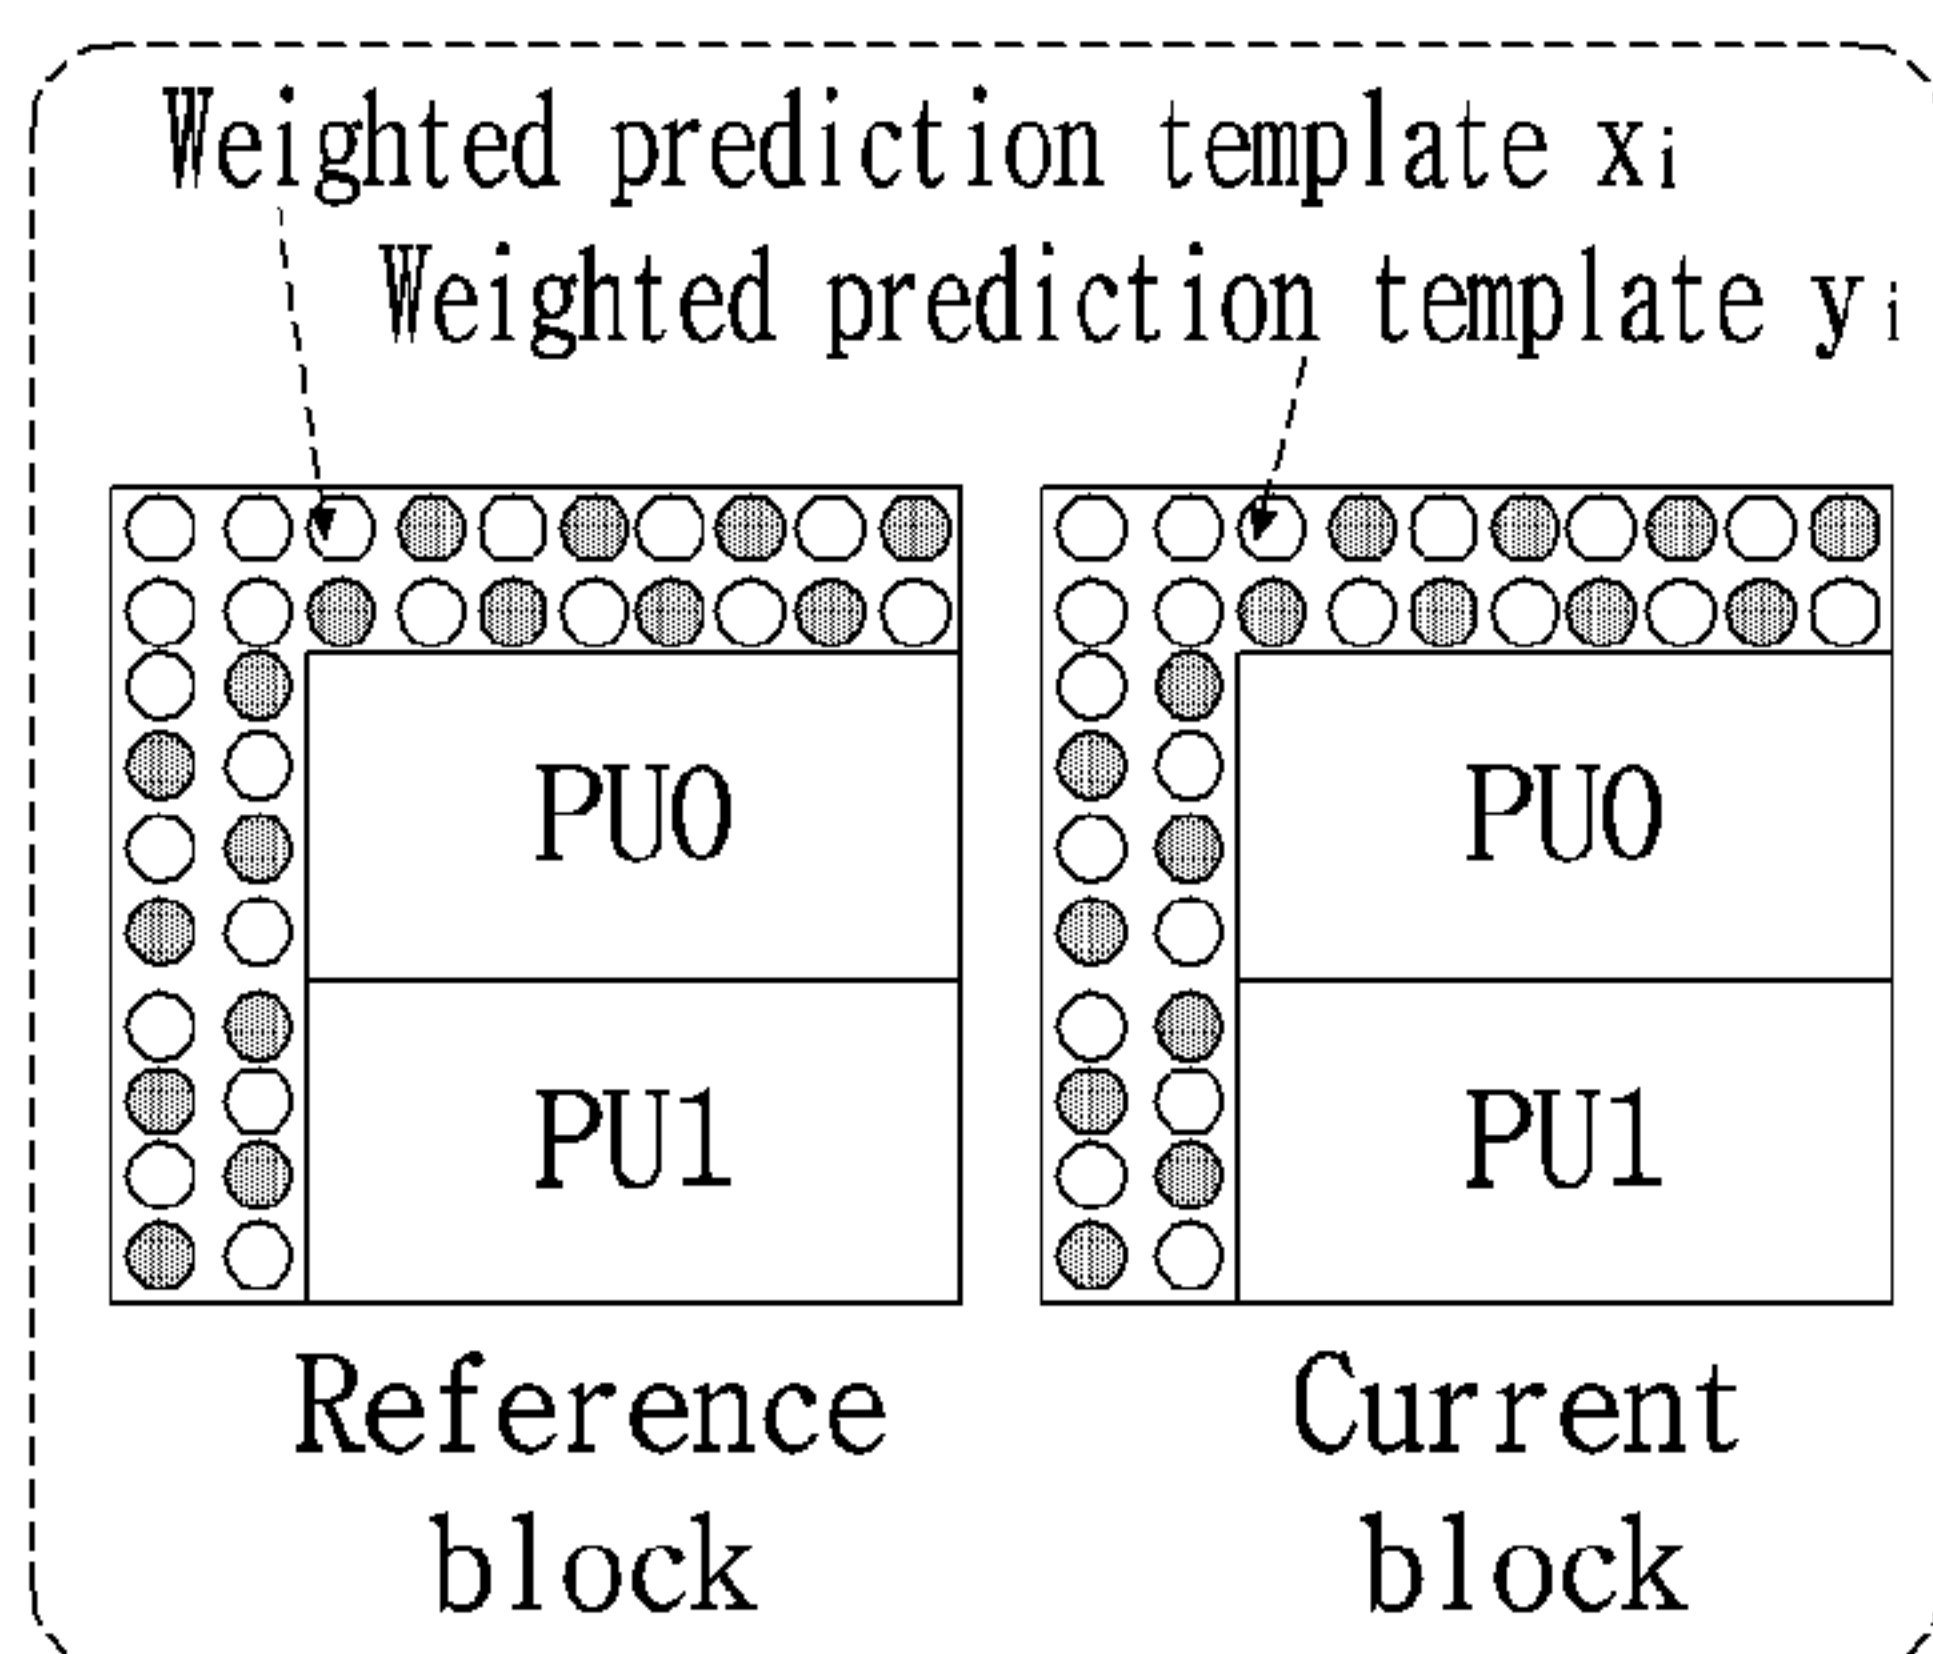 Weighted prediction template xi
Weighted prediction template yi
PU0
PU1
PU0
PU1
Reference
block
Current
block